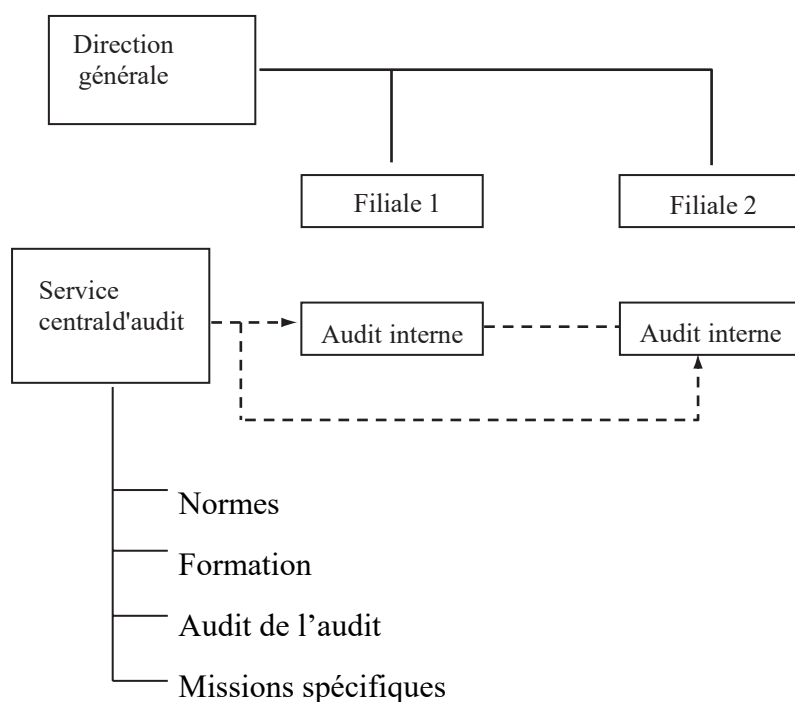 Direction
générale
Filiale 1
Filiale 2
Service
centrald'audit
Audit interne
Audit interne
Normes
Formation
Audit de l’audit
Missions spécifiques